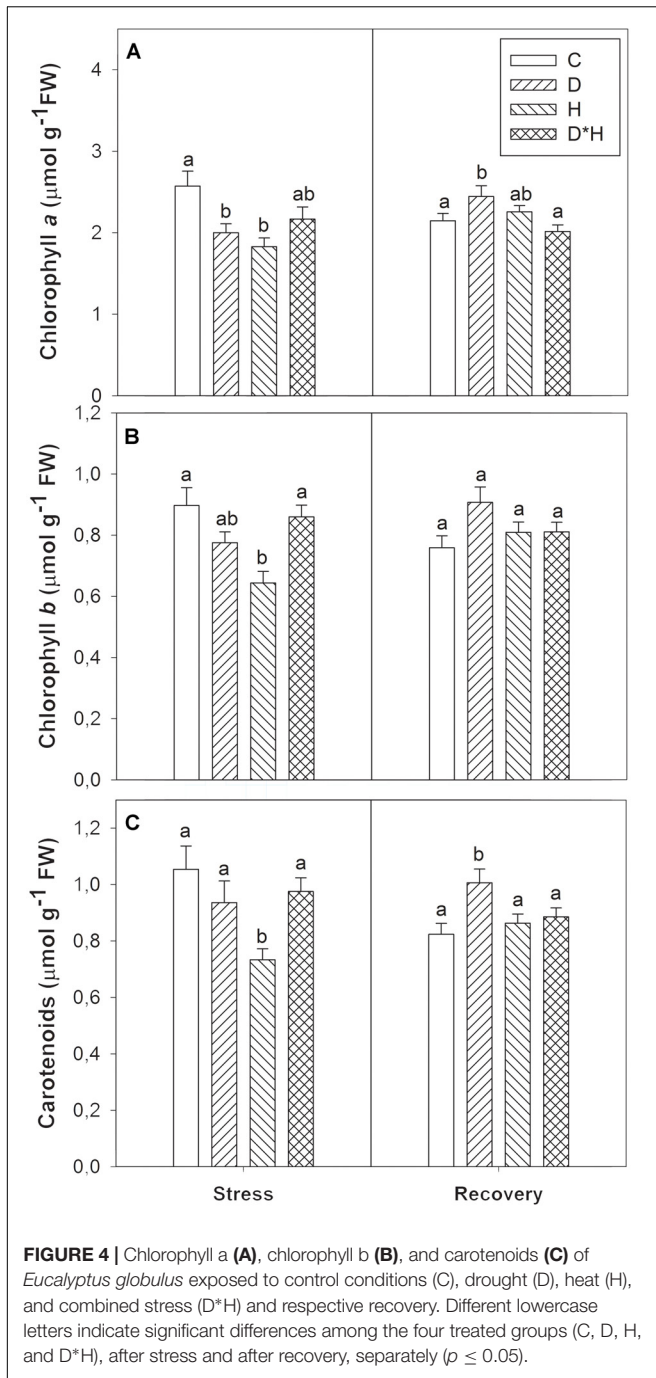 A
C
D
H
D*H
4
3
2
1
0
Chlorophyll a (µmol g-1FW)
a
b
b
ab
a
b
ab
a
B
1,2
1,0
0,8
0,6
0,4
0,2
0,0
Chlorophyll b (µmol g-1 FW)
a
ab
b
a
a
a
a
a
C
1,2
1,0
0,8
0,6
0,4
0,2
0,0
Carotenoids (µmol g-1 FW)
a
a
b
a
a
b
a
a
Stress
Recovery
FIGURE 4 | Chlorophyll a (A), chlorophyll b (B), and carotenoids (C) of
Eucalyptus globulus exposed to control conditions (C), drought (D), heat (H),
and combined stress (D*H) and respective recovery. Different lowercase
letters indicate significant differences among the four treated groups (C, D, H,
and D*H), after stress and after recovery, separately (p ≤ 0.05).